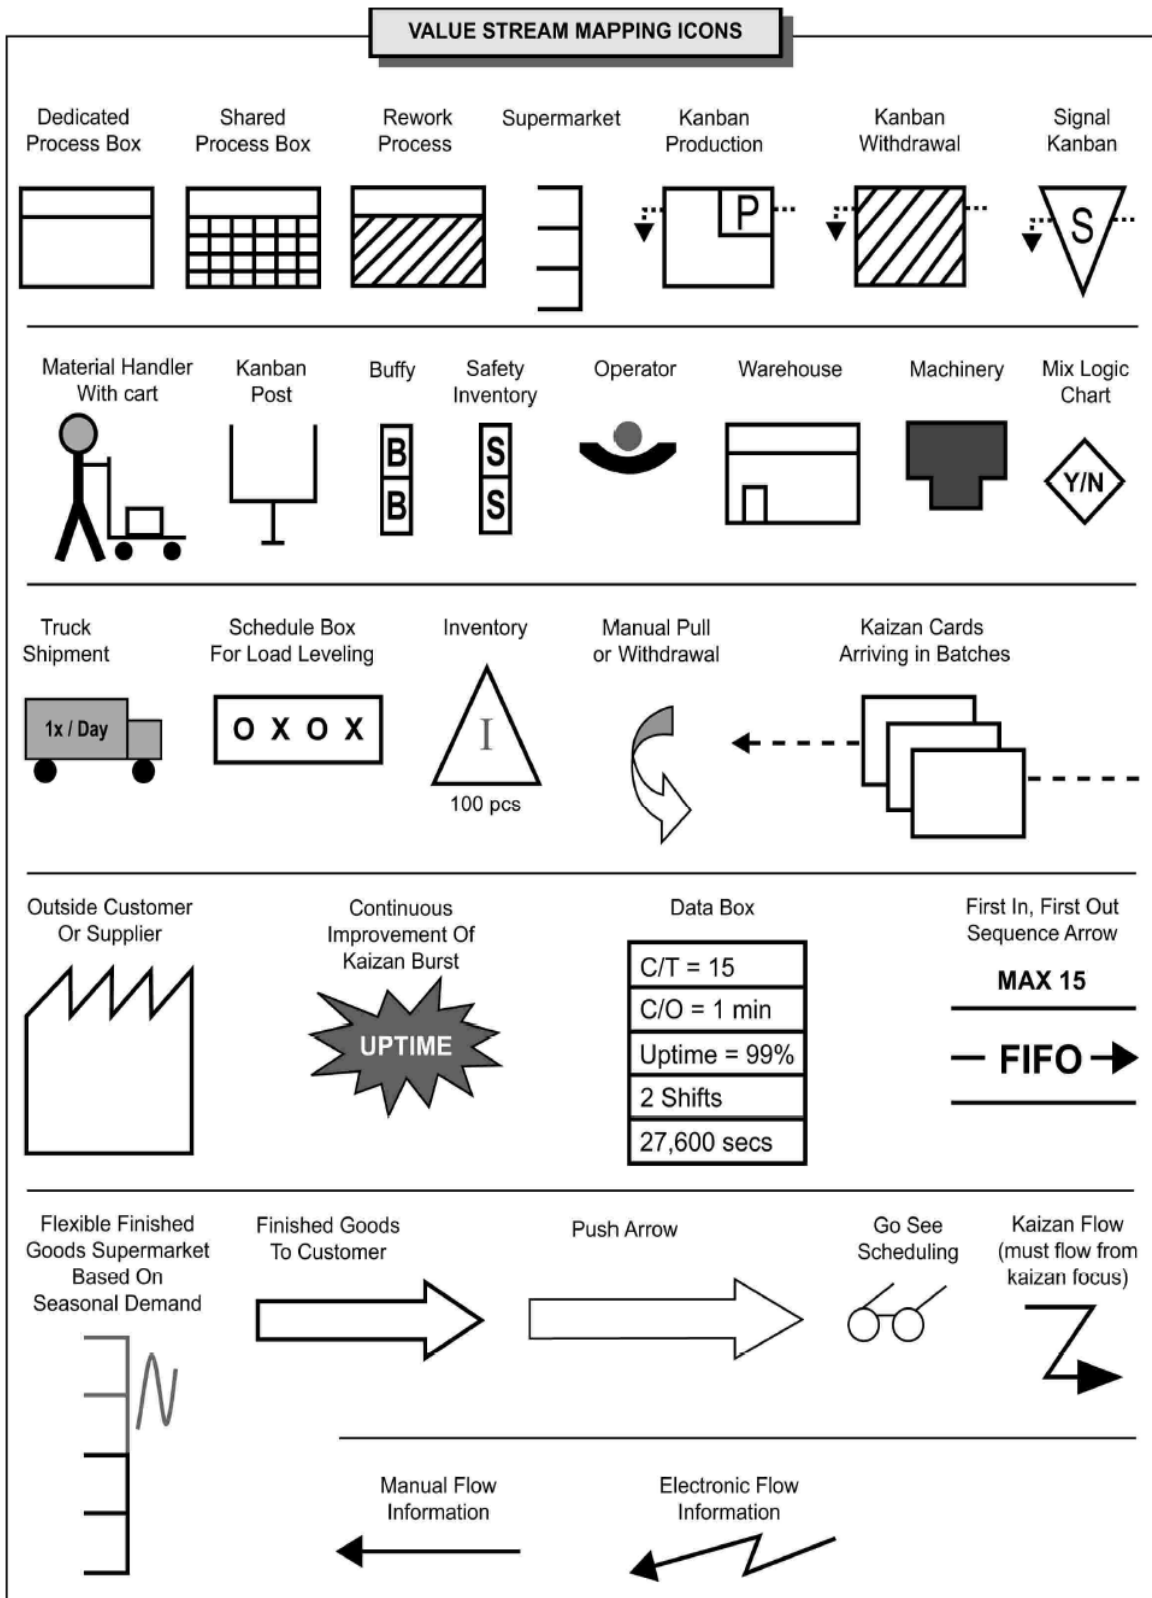 VALUE STREAM MAPPING ICONS
Dedicated
Process Box
Shared
Process Box
Rework
Process
Supermarket
Kanban
Production
Kanban
Withdrawal
Signal
Kanban
P
S
Material Handler
With cart
Kanban
Post
Buffy
Safety
Inventory
Operator
Warehouse
Machinery
Mix Logic
Chart
B
B
S
S
Y/N
Truck
Shipment
Schedule Box
For Load Leveling
Inventory
Manual Pull
or Withdrawal
Kaizan Cards
Arriving in Batches
1x / Day
O X O X
I
100 pcs
Outside Customer
Or Supplier
Continuous
Improvement Of
Kaizan Burst
Data Box
First In, First Out
Sequence Arrow
UPTIME
C/T = 15
C/O = 1 min
Uptime = 99%
2 Shifts
27,600 secs
MAX 15
FIFO
Flexible Finished
Goods Supermarket
Based On
Seasonal Demand
Finished Goods
To Customer
Push Arrow
Go See
Scheduling
Kaizan Flow
(must flow from
kaizan focus)
Manual Flow
Information
Electronic Flow
Information